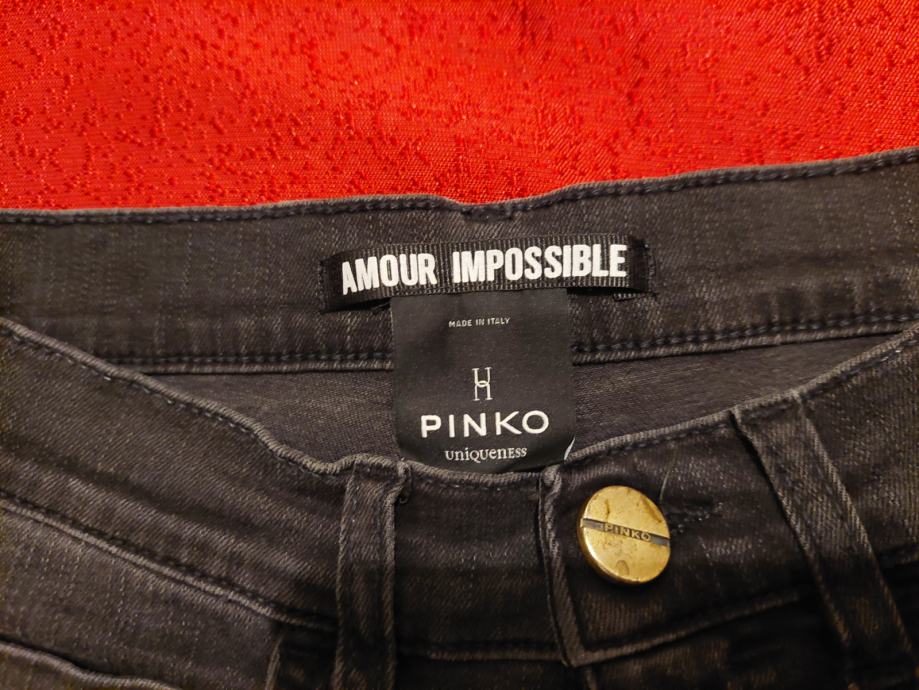 AMOUR IMPOSSIBLE
MADE IN ITALY
PINKO
uniqueness
PINKO